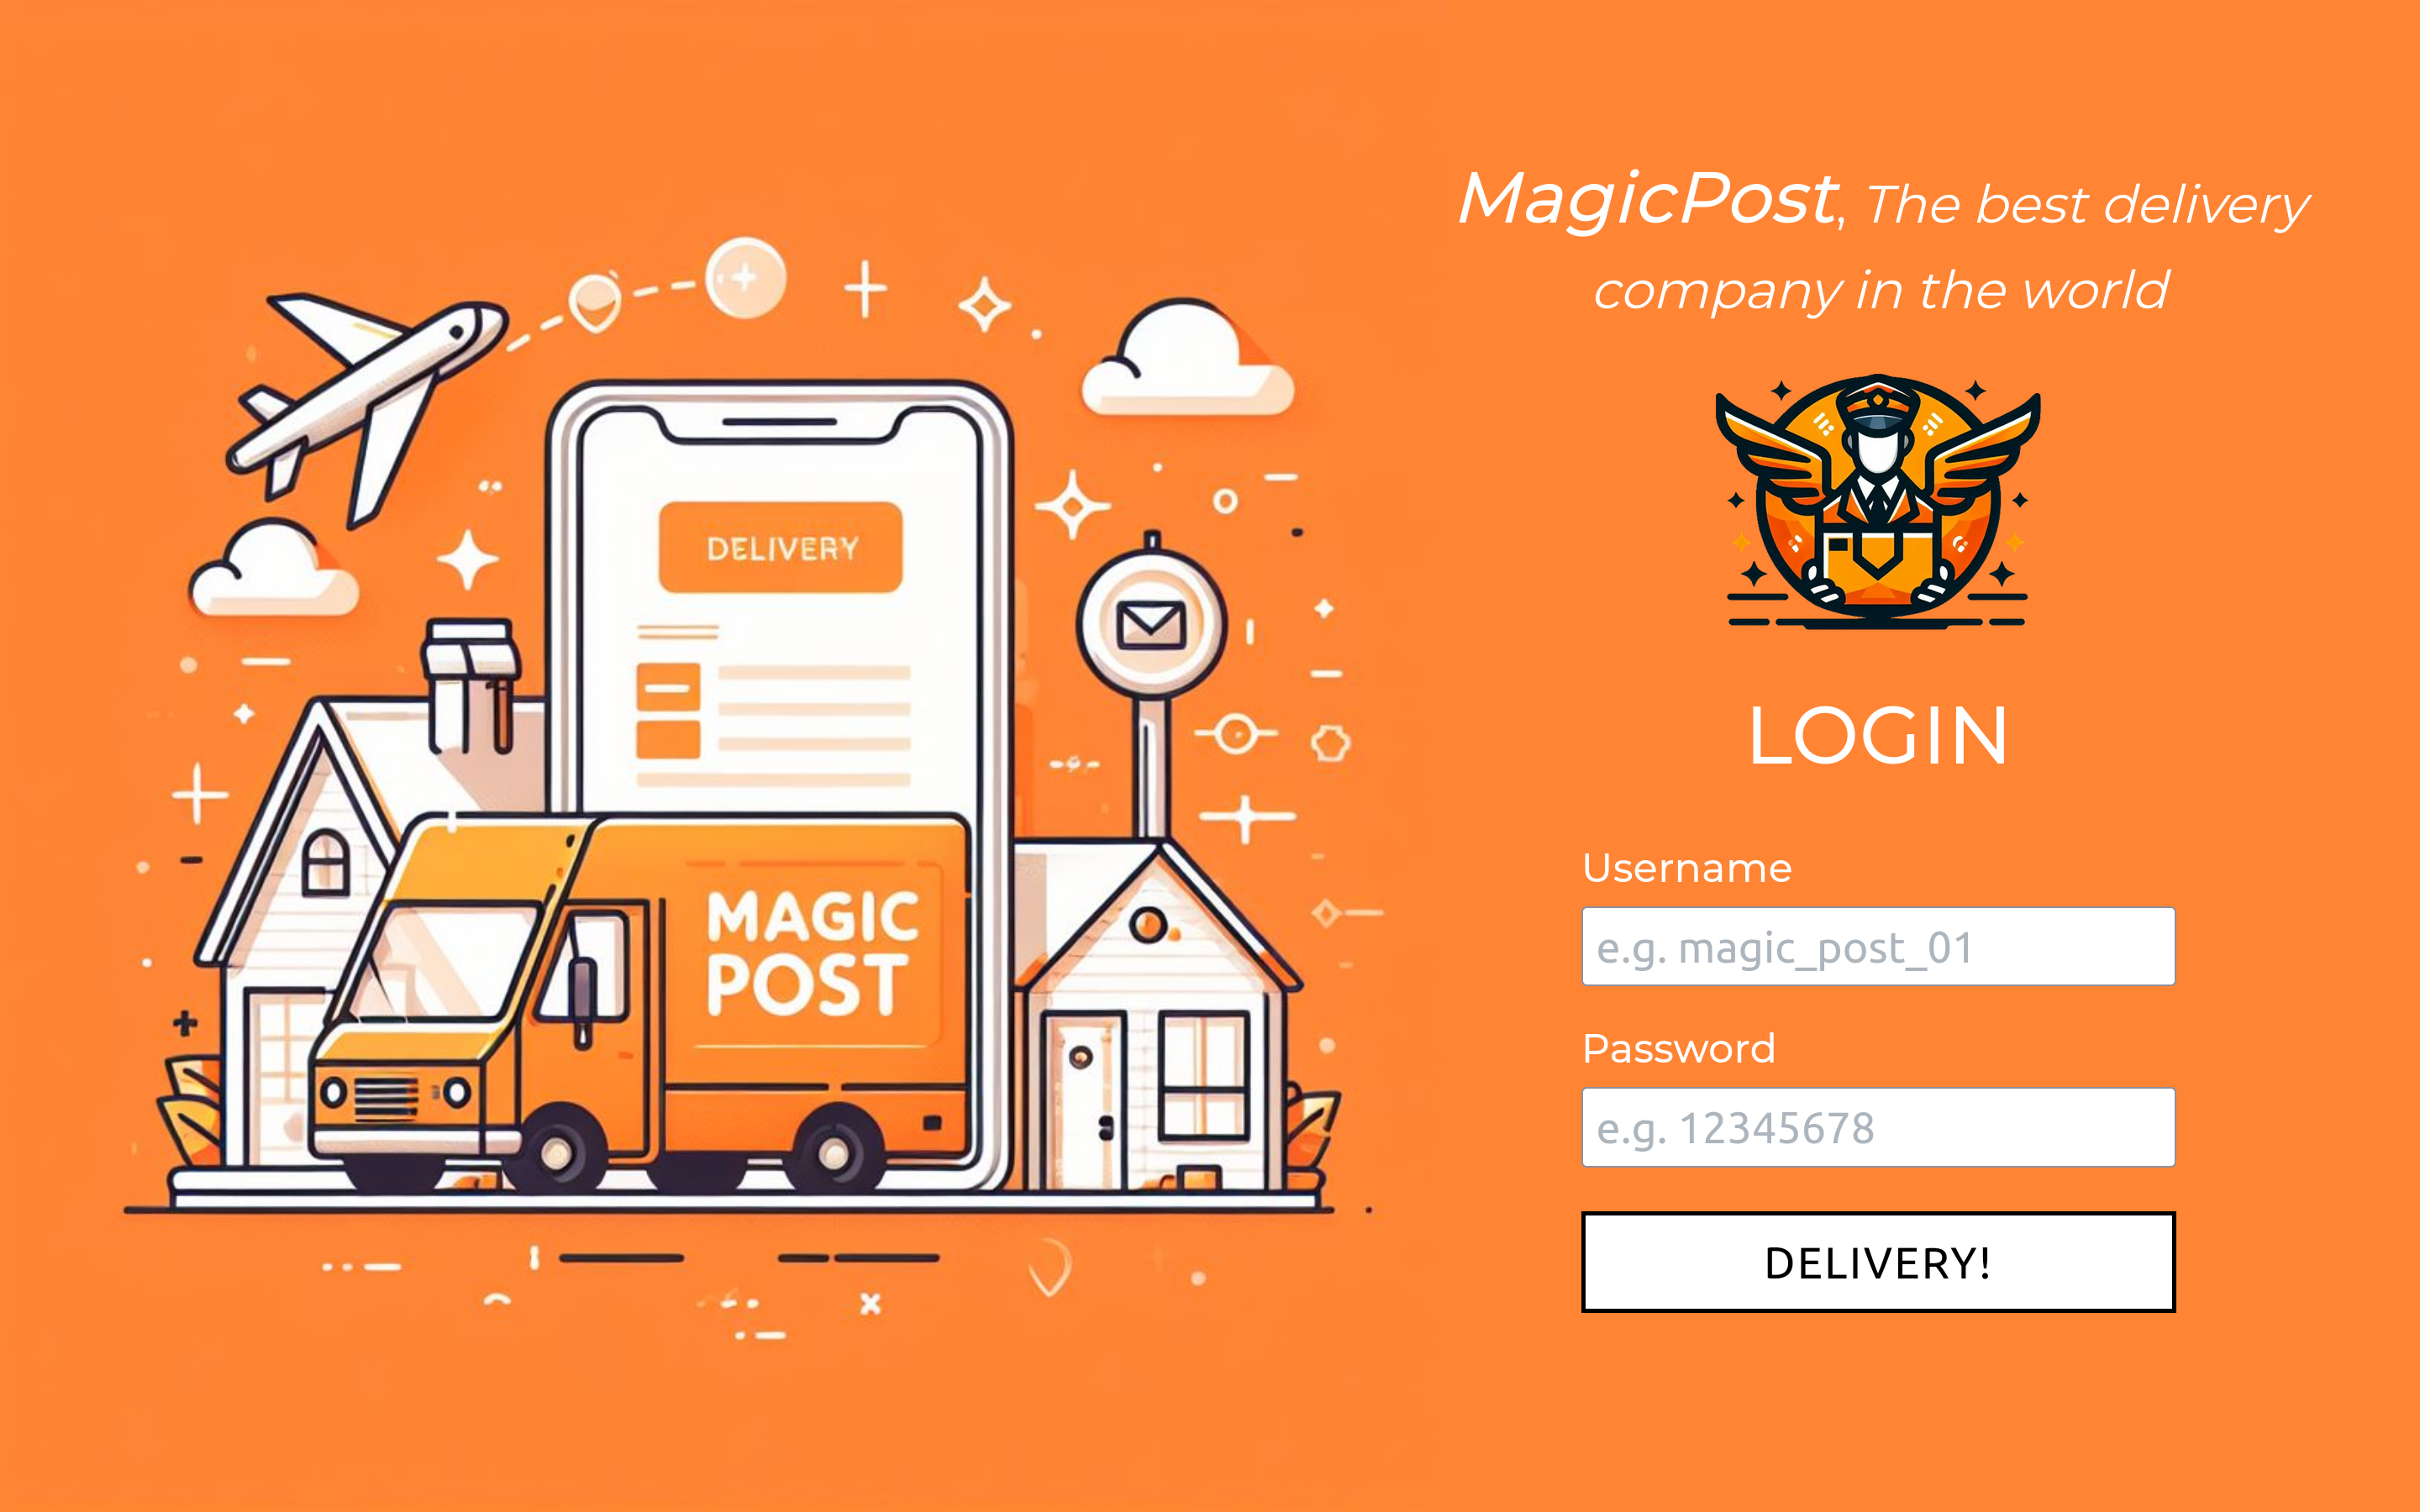 MagicPost, The best delivery
company in the world
DELIVERY
MAGIC
POST
LOGIN
Username
e.g. magic_post_01
Password
e.g. 12345678
DELIVERY!